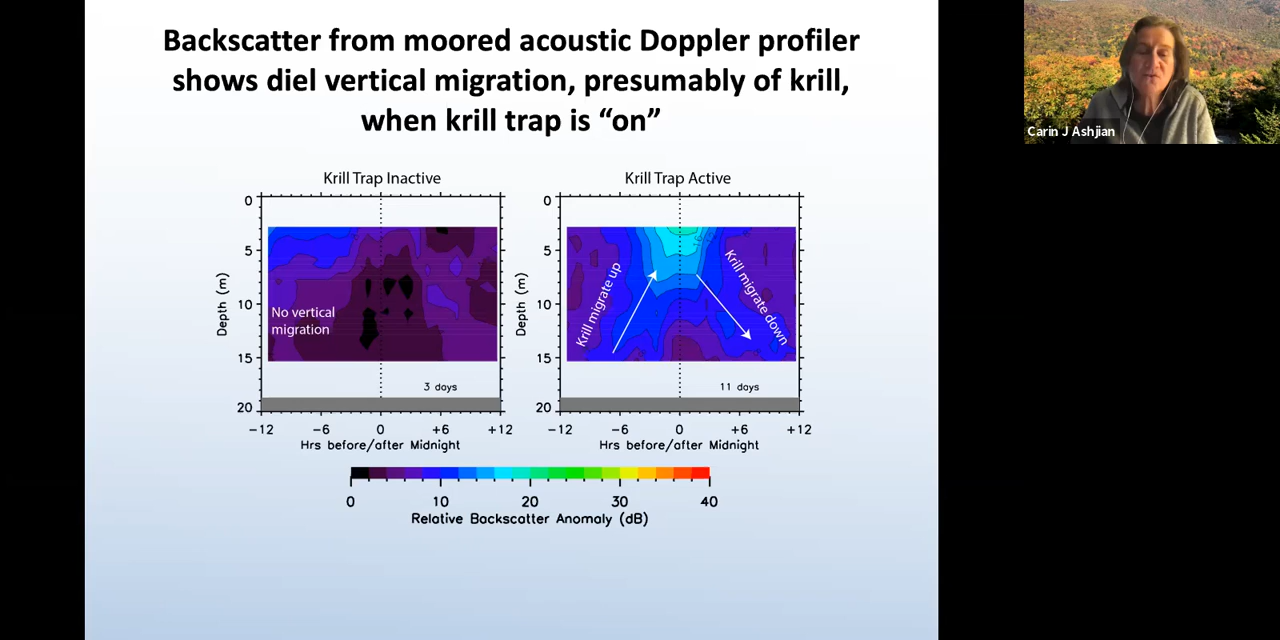 Backscatter from moored acoustic Doppler profiler
shows diel vertical migration, presumably of krill,
when krill trap is “on”
Carin J Ashjian
Krill Trap Inactive
0
5
10
15
20
Depth (m)
No vertical
migration
3 days
−12
−6
0
+6
+12
Hrs before/after Midnight
Krill Trap Active
0
5
10
15
20
Depth (m)
Krill migrate up
Krill migrate down
11 days
−12
−6
0
+6
+12
Hrs before/after Midnight
0
10
20
30
40
Relative Backscatter Anomaly (dB)